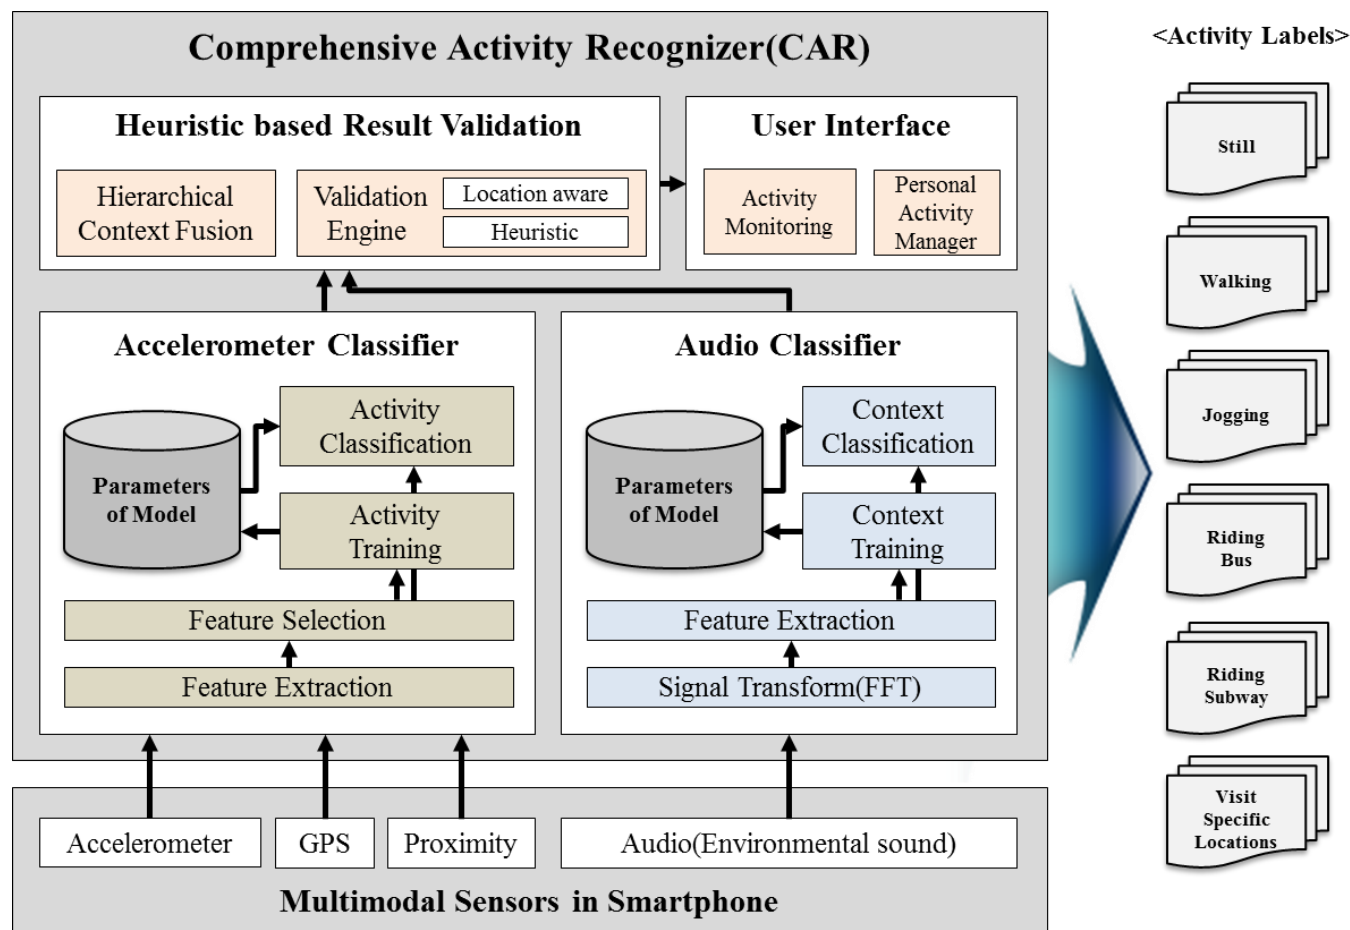 Comprehensive Activity Recognizer(CAR)
<Activity Labels>
Heuristic based Result Validation
Hierarchical
Context Fusion
Validation
Engine
Location aware
Heuristic
User Interface
Activity
Monitoring
Personal
Activity
Manager
Accelerometer Classifier
Parameters
of Model
Activity
Classification
Activity
Training
Feature Selection
Feature Extraction
Audio Classifier
Parameters
of Model
Context
Classification
Context
Training
Feature Extraction
Signal Transform(FFT)
Accelerometer
GPS
Proximity
Audio(Environmental sound)
Multimodal Sensors in Smartphone
Still
Walking
Jogging
Riding
Bus
Riding
Subway
Visit
Specific
Locations